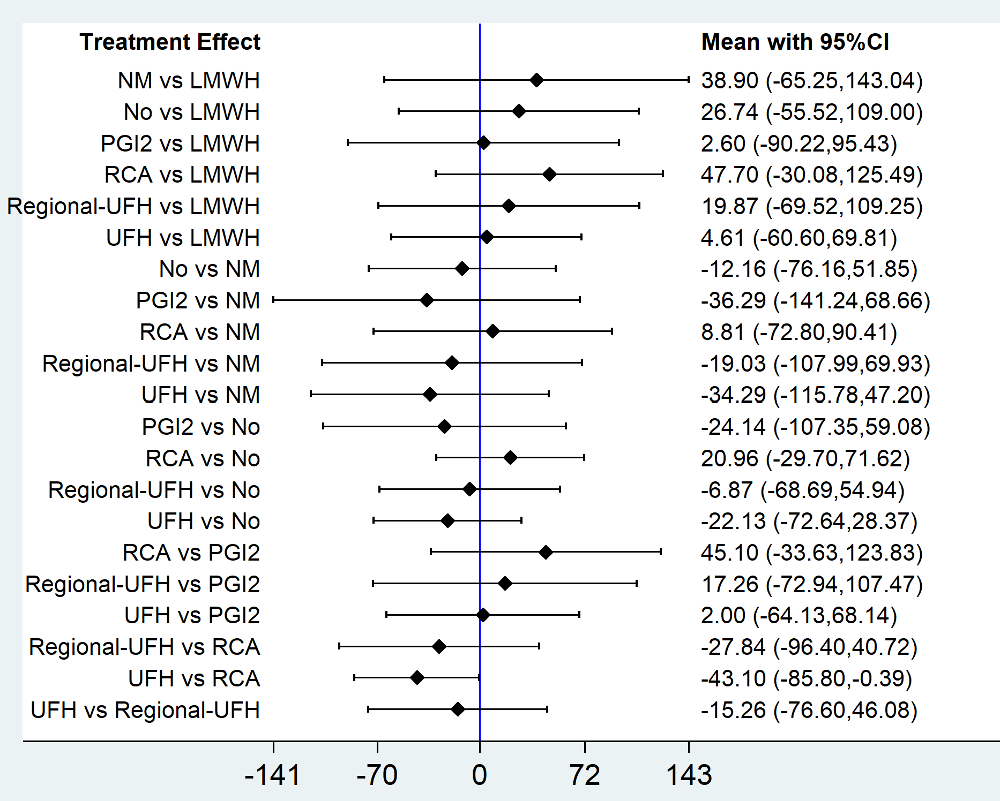 Treatment Effect Mean with 95%CI
NM vs LMWH 38.90 (-65.25,143.04)
No vs LMWH 26.74 (-55.52,109.00)
PGI2 vs LMWH 2.60 (-90.22,95.43)
RCA vs LMWH 47.70 (-30.08,125.49)
Regional-UFH vs LMWH 19.87 (-69.52,109.25)
UFH vs LMWH 4.61 (-60.60,69.81)
No vs NM -12.16 (-76.16,51.85)
PGI2 vs NM -36.29 (-141.24,68.66)
RCA vs NM 8.81 (-72.80,90.41)
Regional-UFH vs NM -19.03 (-107.99,69.93)
UFH vs NM -34.29 (-115.78,47.20)
PGI2 vs No -24.14 (-107.35,59.08)
RCA vs No 20.96 (-29.70,71.62)
Regional-UFH vs No -6.87 (-68.69,54.94)
UFH vs No -22.13 (-72.64,28.37)
RCA vs PGI2 45.10 (-33.63,123.83)
Regional-UFH vs PGI2 17.26 (-72.94,107.47)
UFH vs PGI2 2.00 (-64.13,68.14)
Regional-UFH vs RCA -27.84 (-96.40,40.72)
UFH vs RCA -43.10 (-85.80,-0.39)
UFH vs Regional-UFH -15.26 (-76.60,46.08)
-141 -70 0 72 143